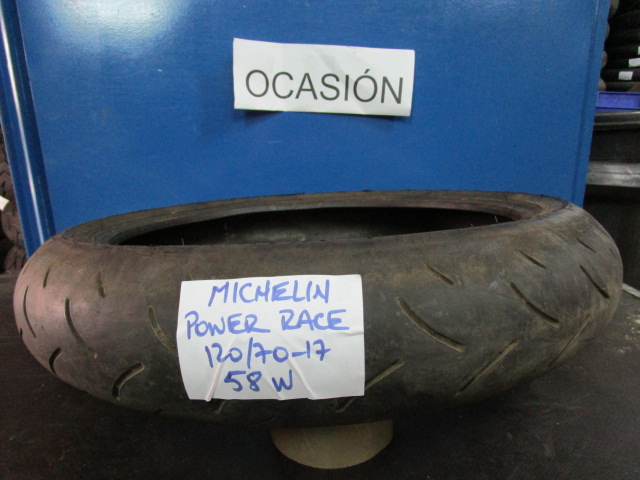 OCASIÓN
MICHELIN
POWER RACE
120/70-17
58 W